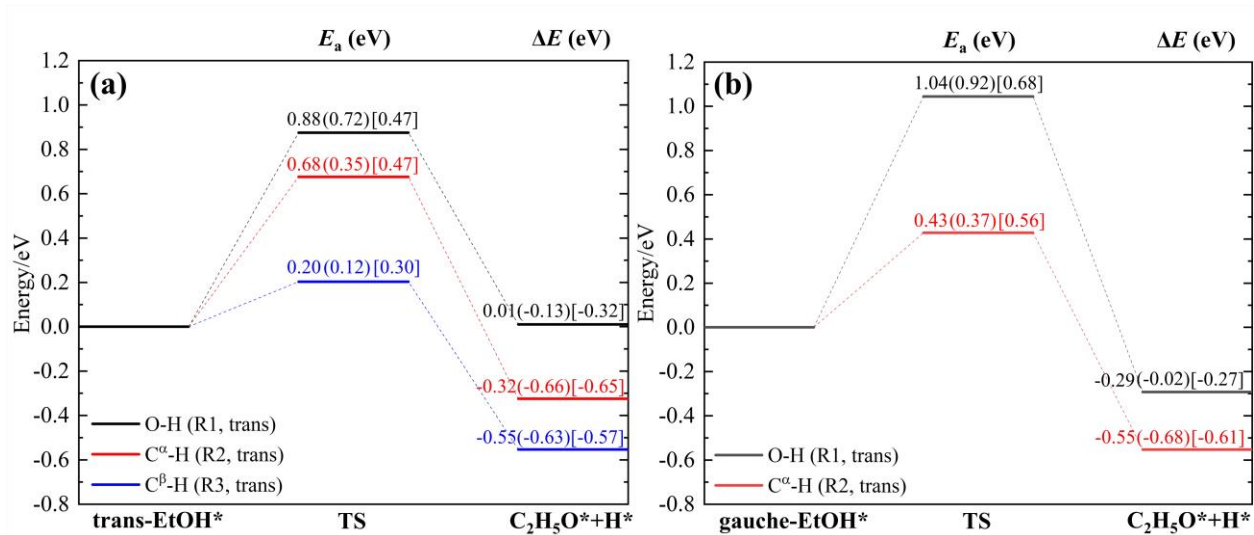 Eₐ (eV) ΔE (eV)
(a)
1.2
1.0
0.8
0.6
0.4
0.2
0.0
-0.2
-0.4
-0.6
-0.8
Energy/eV
0.88(0.72)[0.47]
0.68(0.35)[0.47]
0.20(0.12)[0.30]
0.01(-0.13)[-0.32]
-0.32(-0.66)[-0.65]
-0.55(-0.63)[-0.57]
O-H (R1, trans)
Cᵅ-H (R2, trans)
Cᵝ-H (R3, trans)
trans-EtOH* TS C₂H₅O*+H*
Eₐ (eV) ΔE (eV)
(b)
1.2
1.0
0.8
0.6
0.4
0.2
0.0
-0.2
-0.4
-0.6
-0.8
Energy/eV
1.04(0.92)[0.68]
0.43(0.37)[0.56]
-0.29(-0.02)[-0.27]
-0.55(-0.68)[-0.61]
O-H (R1, trans)
Cᵅ-H (R2, trans)
gauche-EtOH* TS C₂H₅O*+H*